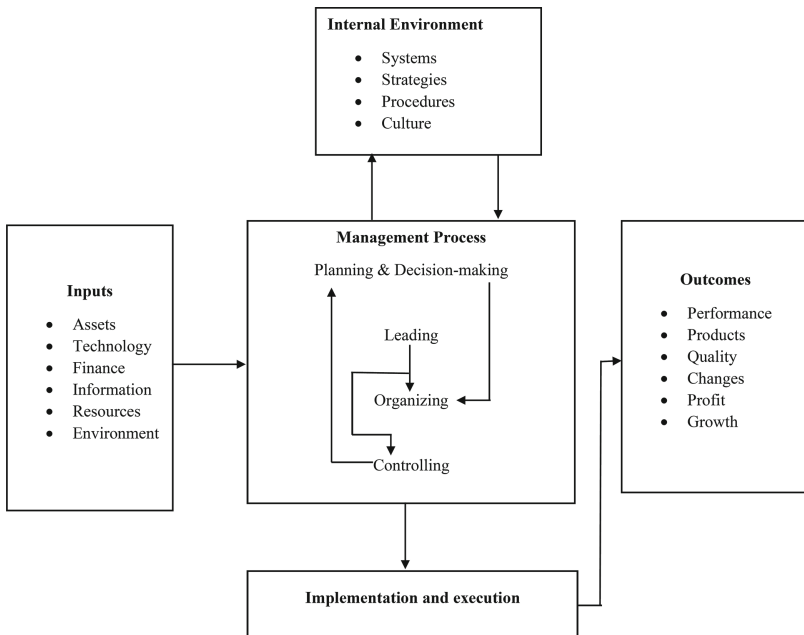 Internal Environment
• Systems
• Strategies
• Procedures
• Culture
Inputs
• Assets
• Technology
• Finance
• Information
• Resources
• Environment
Management Process
Planning & Decision-making
Leading
Organizing
Controlling
Outcomes
• Performance
• Products
• Quality
• Changes
• Profit
• Growth
Implementation and execution